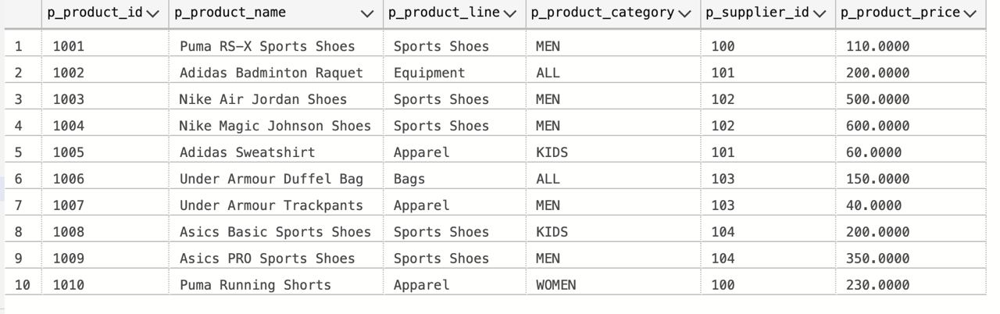 p_product_id p_product_name p_product_line p_product_category p_supplier_id p_product_price
1 1001 Puma RS-X Sports Shoes Sports Shoes MEN 100 110.0000
2 1002 Adidas Badminton Raquet Equipment ALL 101 200.0000
3 1003 Nike Air Jordan Shoes Sports Shoes MEN 102 500.0000
4 1004 Nike Magic Johnson Shoes Sports Shoes MEN 102 600.0000
5 1005 Adidas Sweatshirt Apparel KIDS 101 60.0000
6 1006 Under Armour Duffel Bag Bags ALL 103 150.0000
7 1007 Under Armour Trackpants Apparel MEN 103 40.0000
8 1008 Asics Basic Sports Shoes Sports Shoes KIDS 104 200.0000
9 1009 Asics PRO Sports Shoes Sports Shoes MEN 104 350.0000
10 1010 Puma Running Shorts Apparel WOMEN 100 230.0000